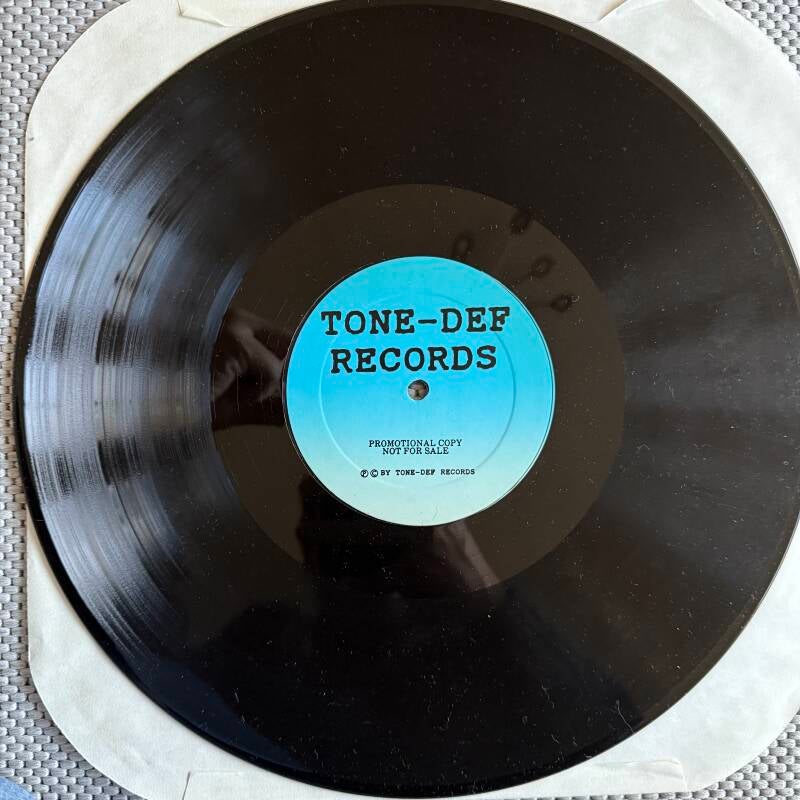 TONE-DEF
RECORDS
PROMOTIONAL COPY
NOT FOR SALE
℗ © BY TONE-DEF RECORDS